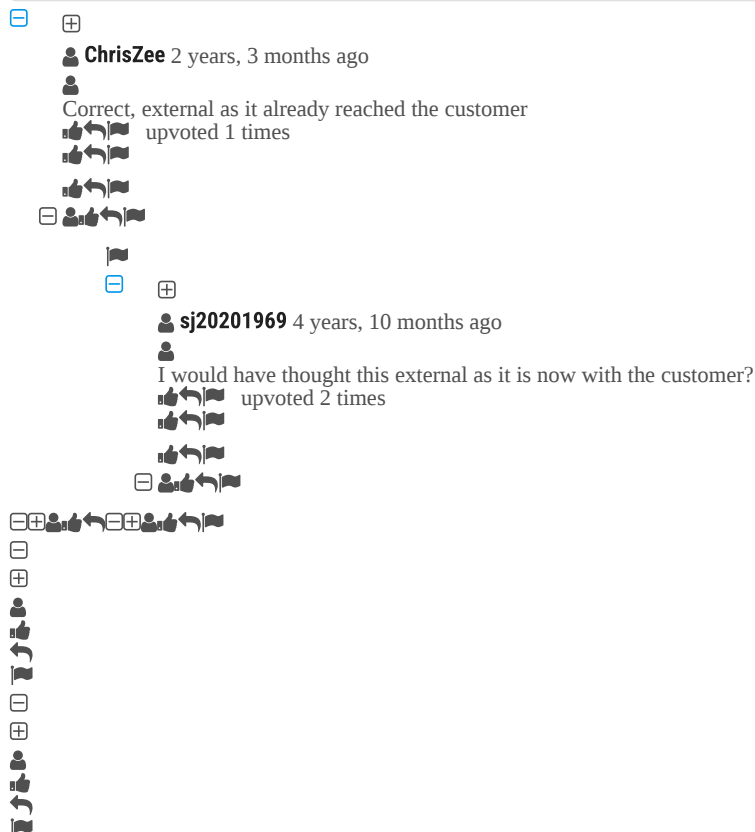 ChrisZee 2 years, 3 months ago
Correct, external as it already reached the customer
upvoted 1 times
sj20201969 4 years, 10 months ago
I would have thought this external as it is now with the customer?
upvoted 2 times